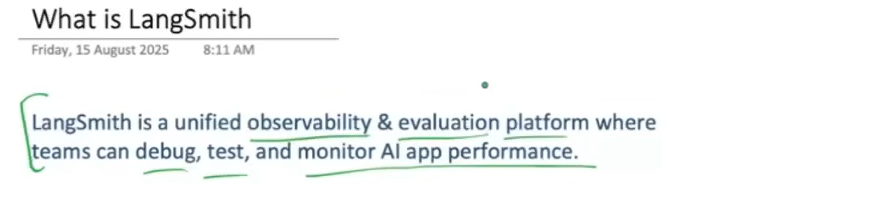 What is LangSmith
Friday, 15 August 2025 8:11 AM
LangSmith is a unified observability & evaluation platform where
teams can debug, test, and monitor AI app performance.